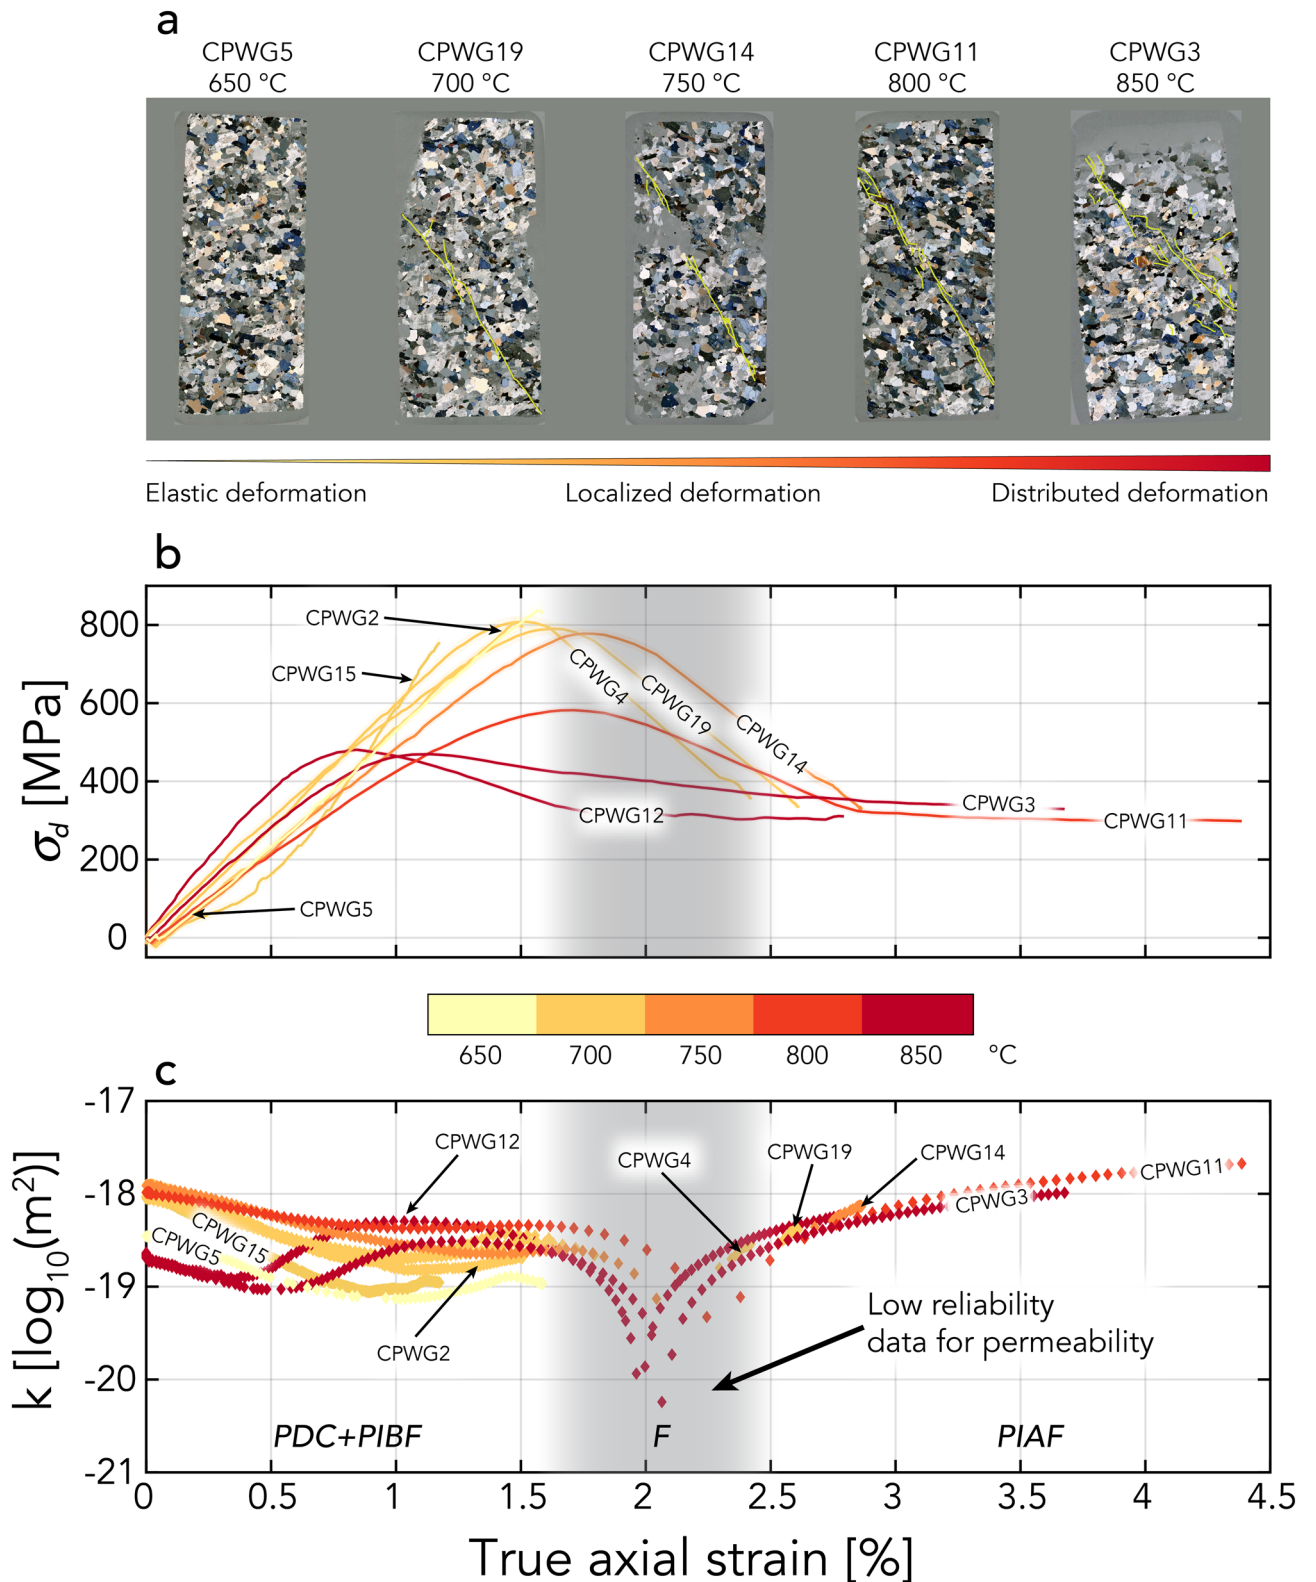 a
CPWG5 CPWG19 CPWG14 CPWG11 CPWG3
650 °C 700 °C 750 °C 800 °C 850 °C
Elastic deformation Localized deformation Distributed deformation
b
800
600
400
200
0
σd [MPa]
CPWG2
CPWG15
CPWG4
CPWG19
CPWG14
CPWG12
CPWG3
CPWG11
CPWG5
650 700 750 800 850 °C
c
-17
-18
-19
-20
-21
k [log10(m2)]
CPWG12
CPWG4
CPWG19
CPWG14
CPWG11
CPWG3
CPWG15
CPWG5
CPWG2
Low reliability
data for permeability
PDC+PIBF F PIAF
0 0.5 1 1.5 2 2.5 3 3.5 4 4.5
True axial strain [%]